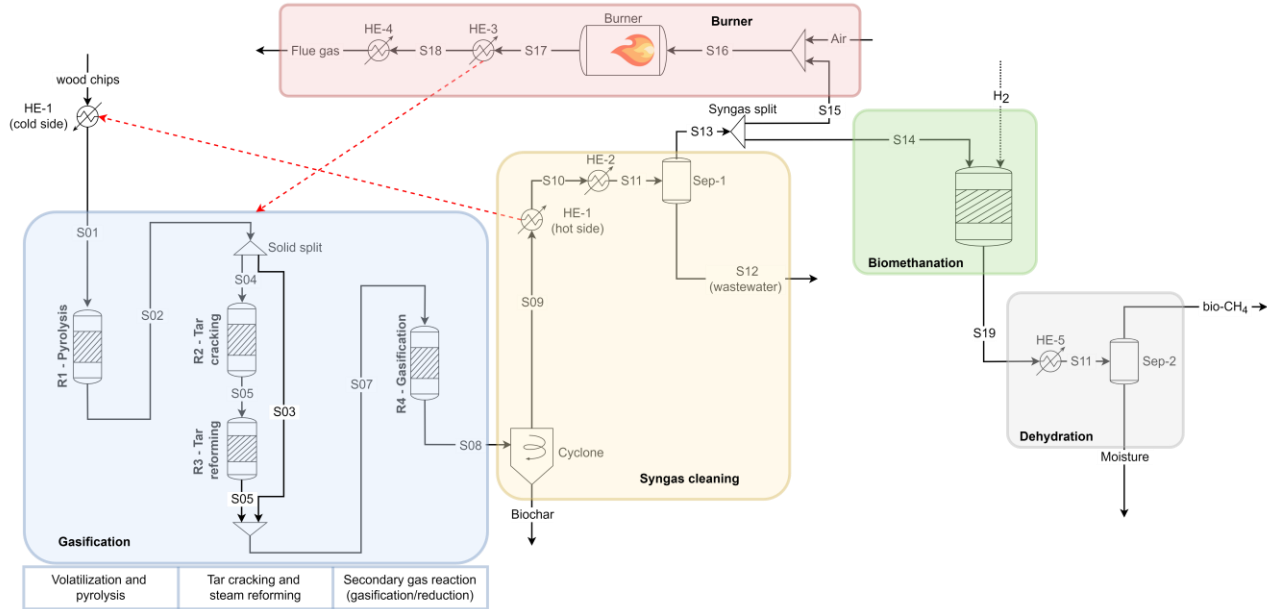 Burner
Burner
HE-4
HE-3
Flue gas
S18
S17
S16
Air
wood chips
HE-1
(cold side)
H2
S15
Syngas split
S13
S14
HE-2
S10
S11
Sep-1
HE-1
(hot side)
S01
Solid split
S04
S02
S12
(wastewater)
S09
Biomethanation
R1 - Pyrolysis
R2 - Tar
cracking
R4 - Gasification
bio-CH4
S19
HE-5
S11
Sep-2
S05
S03
S07
R3 - Tar
reforming
S08
Cyclone
Dehydration
Moisture
Syngas cleaning
S05
Biochar
Gasification
Volatilization and
pyrolysis
Tar cracking and
steam reforming
Secondary gas reaction
(gasification/reduction)